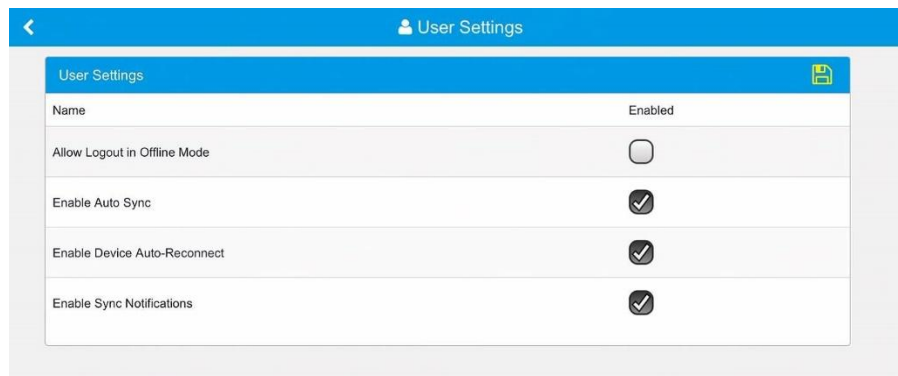 User Settings
User Settings
Name Enabled
Allow Logout in Offline Mode
Enable Auto Sync
Enable Device Auto-Reconnect
Enable Sync Notifications